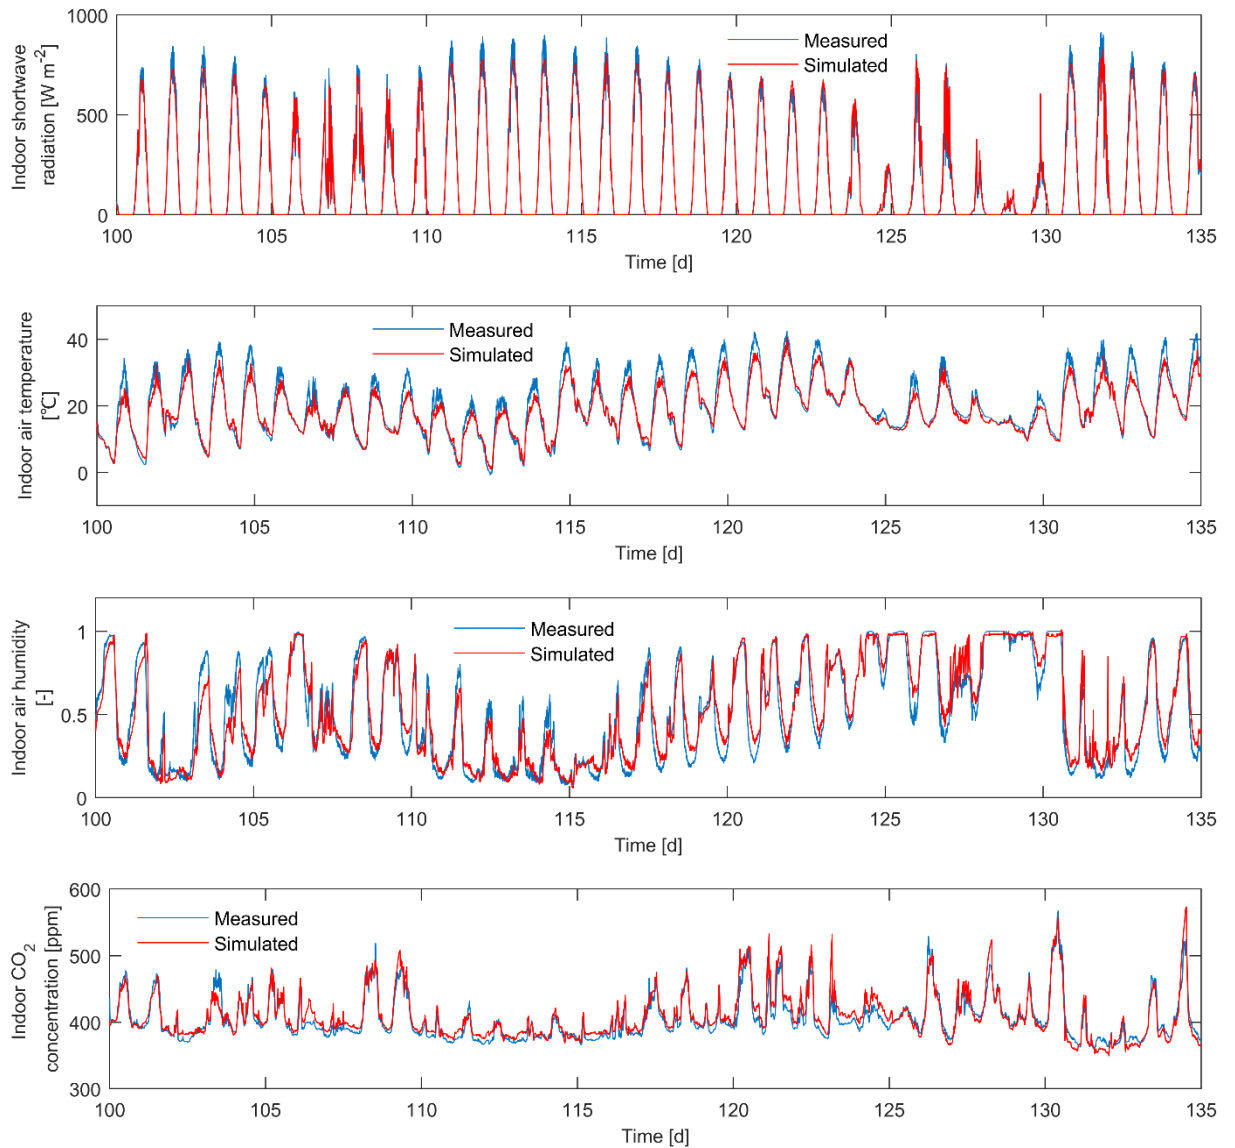 1000
500
0
Indoor shortwave
radiation [W m-2]
Measured
Simulated
100 105 110 115 120 125 130 135
Time [d]
40
20
0
Indoor air temperature
[℃]
Measured
Simulated
100 105 110 115 120 125 130 135
Time [d]
1
0.5
0
Indoor air humidity
[-]
Measured
Simulated
100 105 110 115 120 125 130 135
Time [d]
600
500
400
300
Indoor CO2
concentration [ppm]
Measured
Simulated
100 105 110 115 120 125 130 135
Time [d]